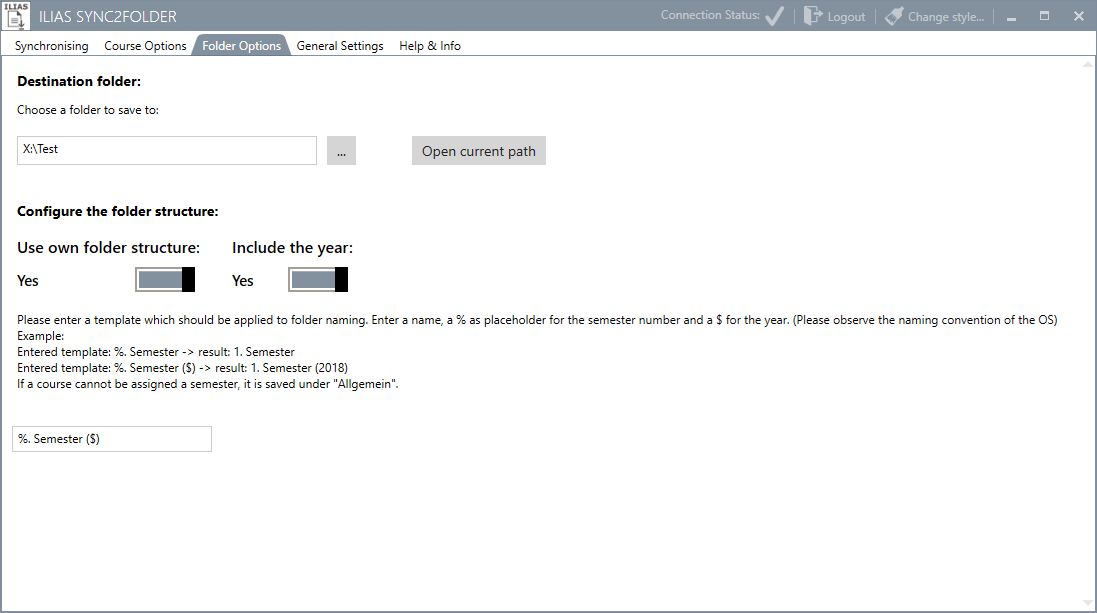 ILIAS
ILIAS SYNC2FOLDER
Connection Status:
Logout
Change style...
Synchronising
Course Options
Folder Options
General Settings
Help & Info
Destination folder:
Choose a folder to save to:
X:\Test
...
Open current path
Configure the folder structure:
Use own folder structure:
Include the year:
Yes
Yes
Please enter a template which should be applied to folder naming. Enter a name, a % as placeholder for the semester number and a $ for the year. (Please observe the naming convention of the OS)
Example:
Entered template: %. Semester -> result: 1. Semester
Entered template: %. Semester ($) -> result: 1. Semester (2018)
If a course cannot be assigned a semester, it is saved under "Allgemein".
%. Semester ($)